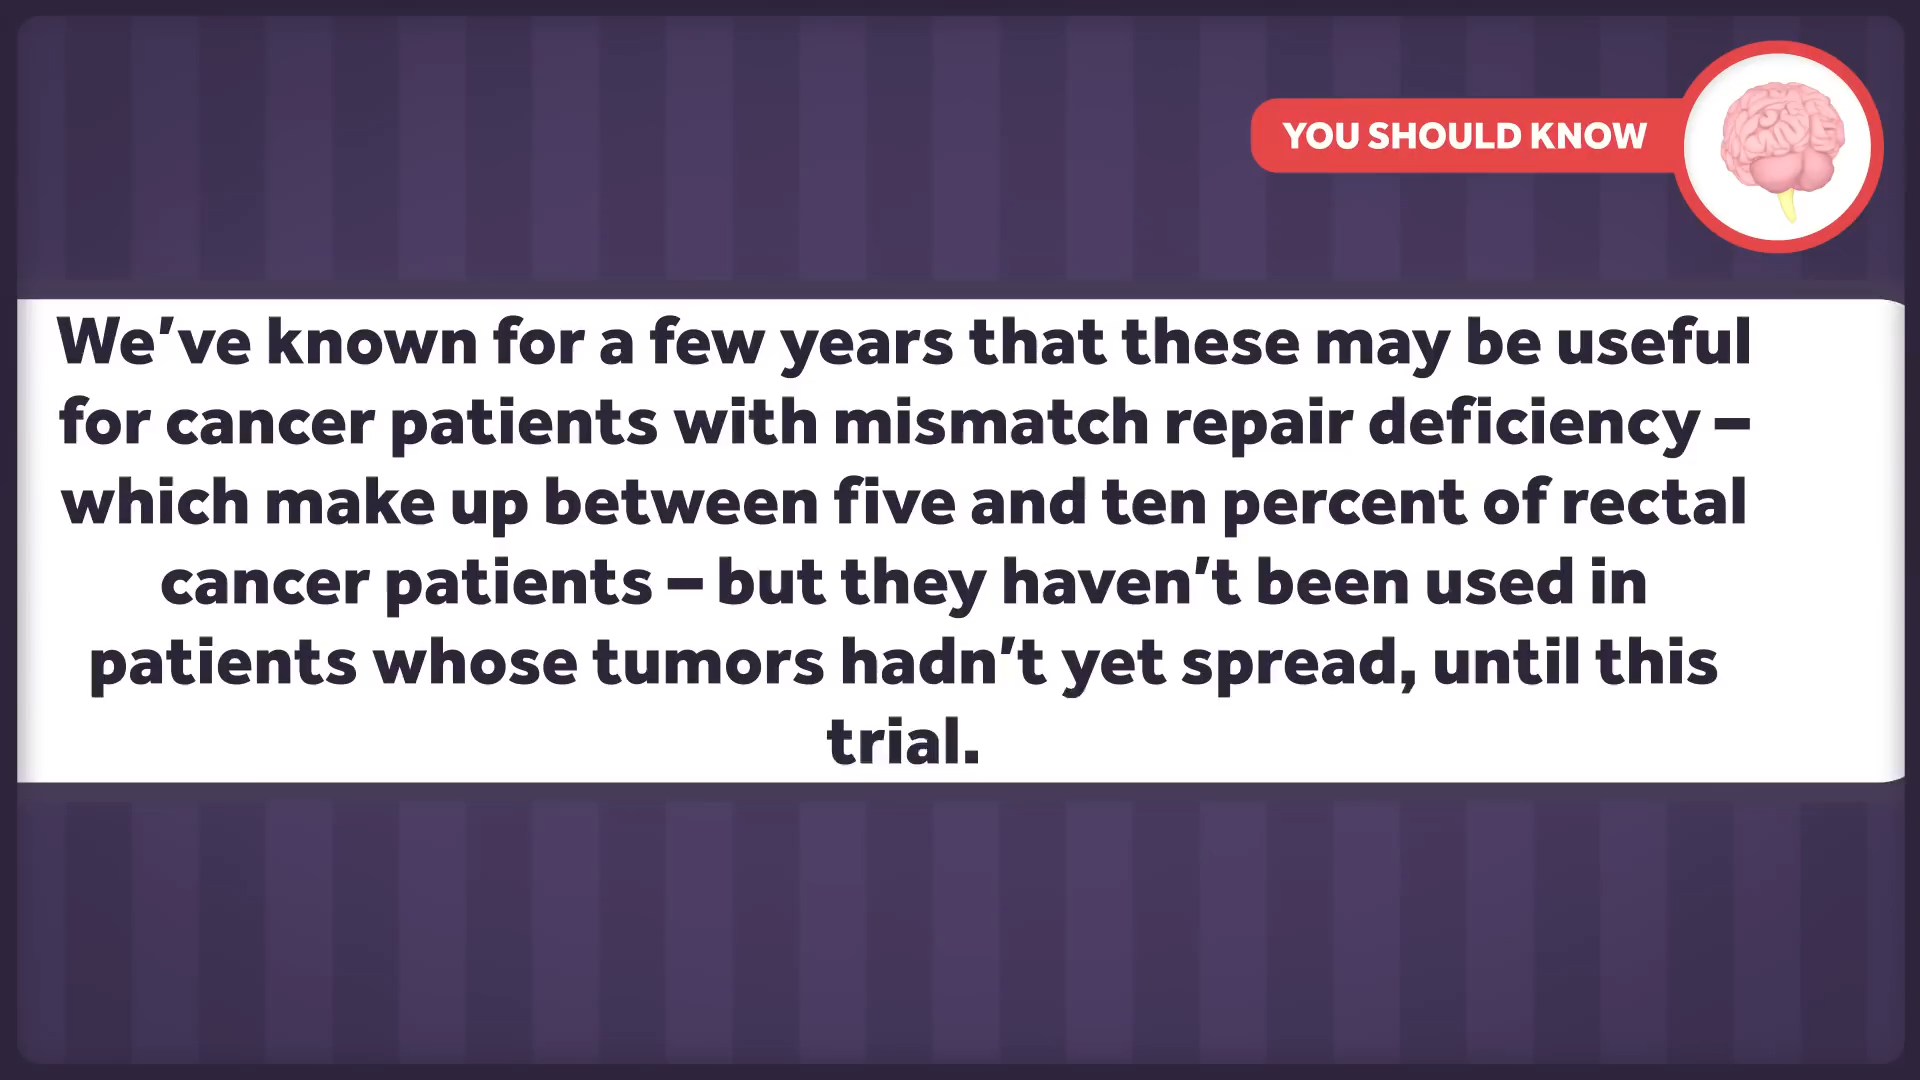 YOU SHOULD KNOW
We’ve known for a few years that these may be useful
for cancer patients with mismatch repair deficiency –
which make up between five and ten percent of rectal
cancer patients – but they haven’t been used in
patients whose tumors hadn’t yet spread, until this
trial.